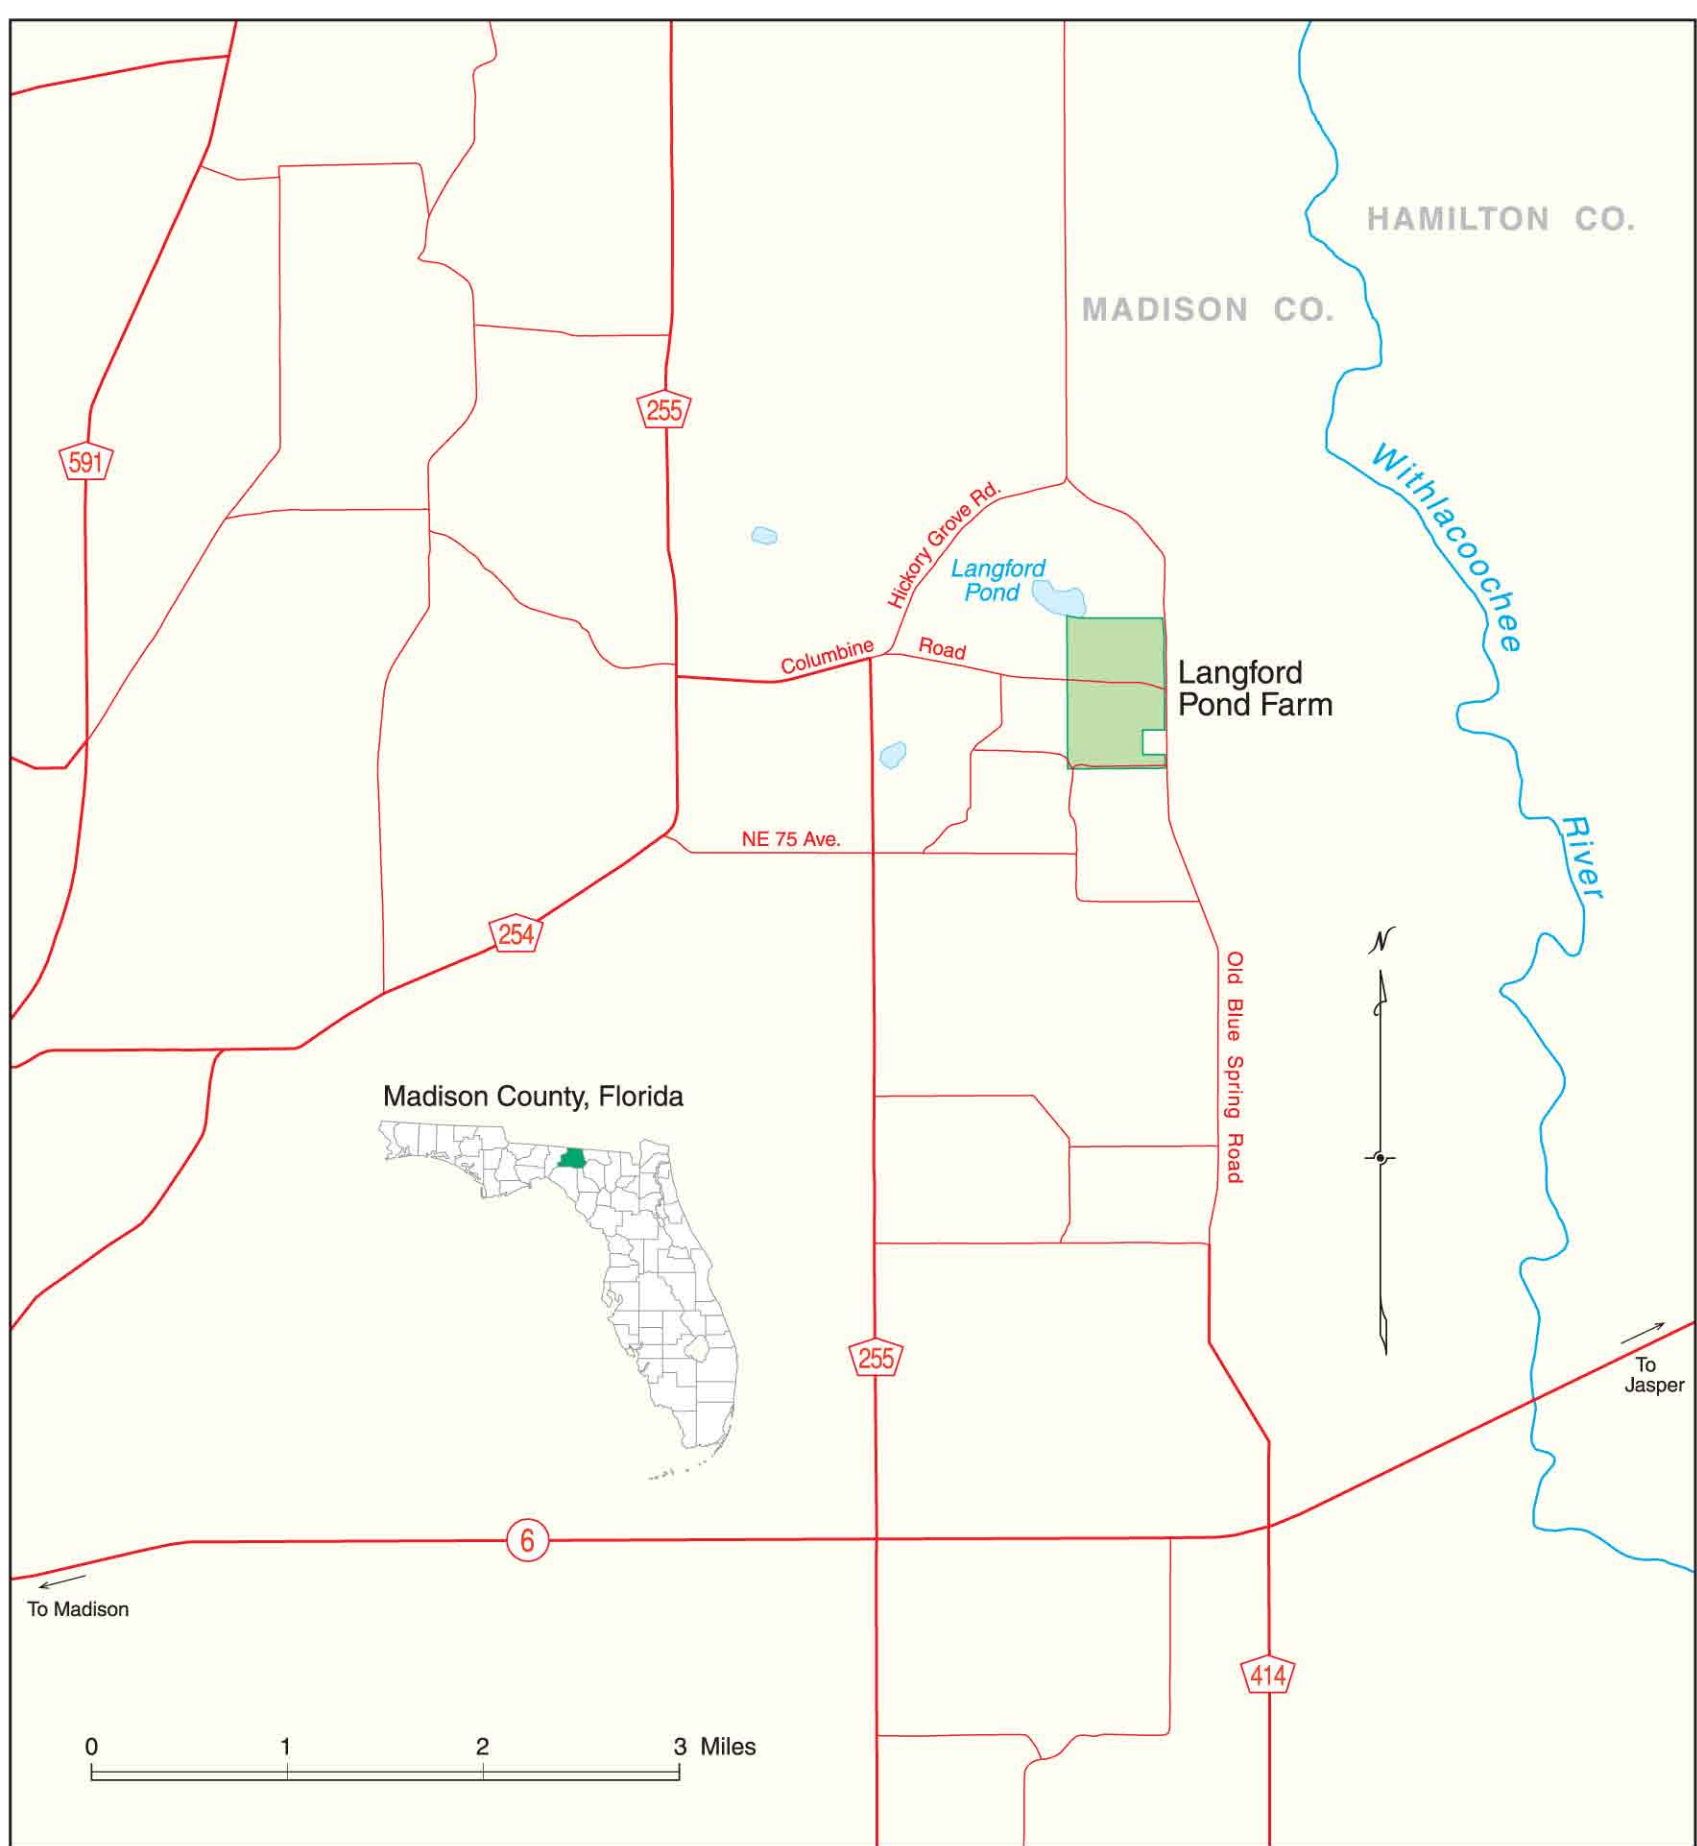 HAMILTON CO.
MADISON CO.
255
591
Withlacoochee
Hickory Grove Rd.
Langford
Pond
Columbine
Road
Langford
Pond Farm
NE 75 Ave.
River
254
N
Old Blue Spring Road
Madison County, Florida
255
To
Jasper
6
To Madison
414
0 1 2 3 Miles